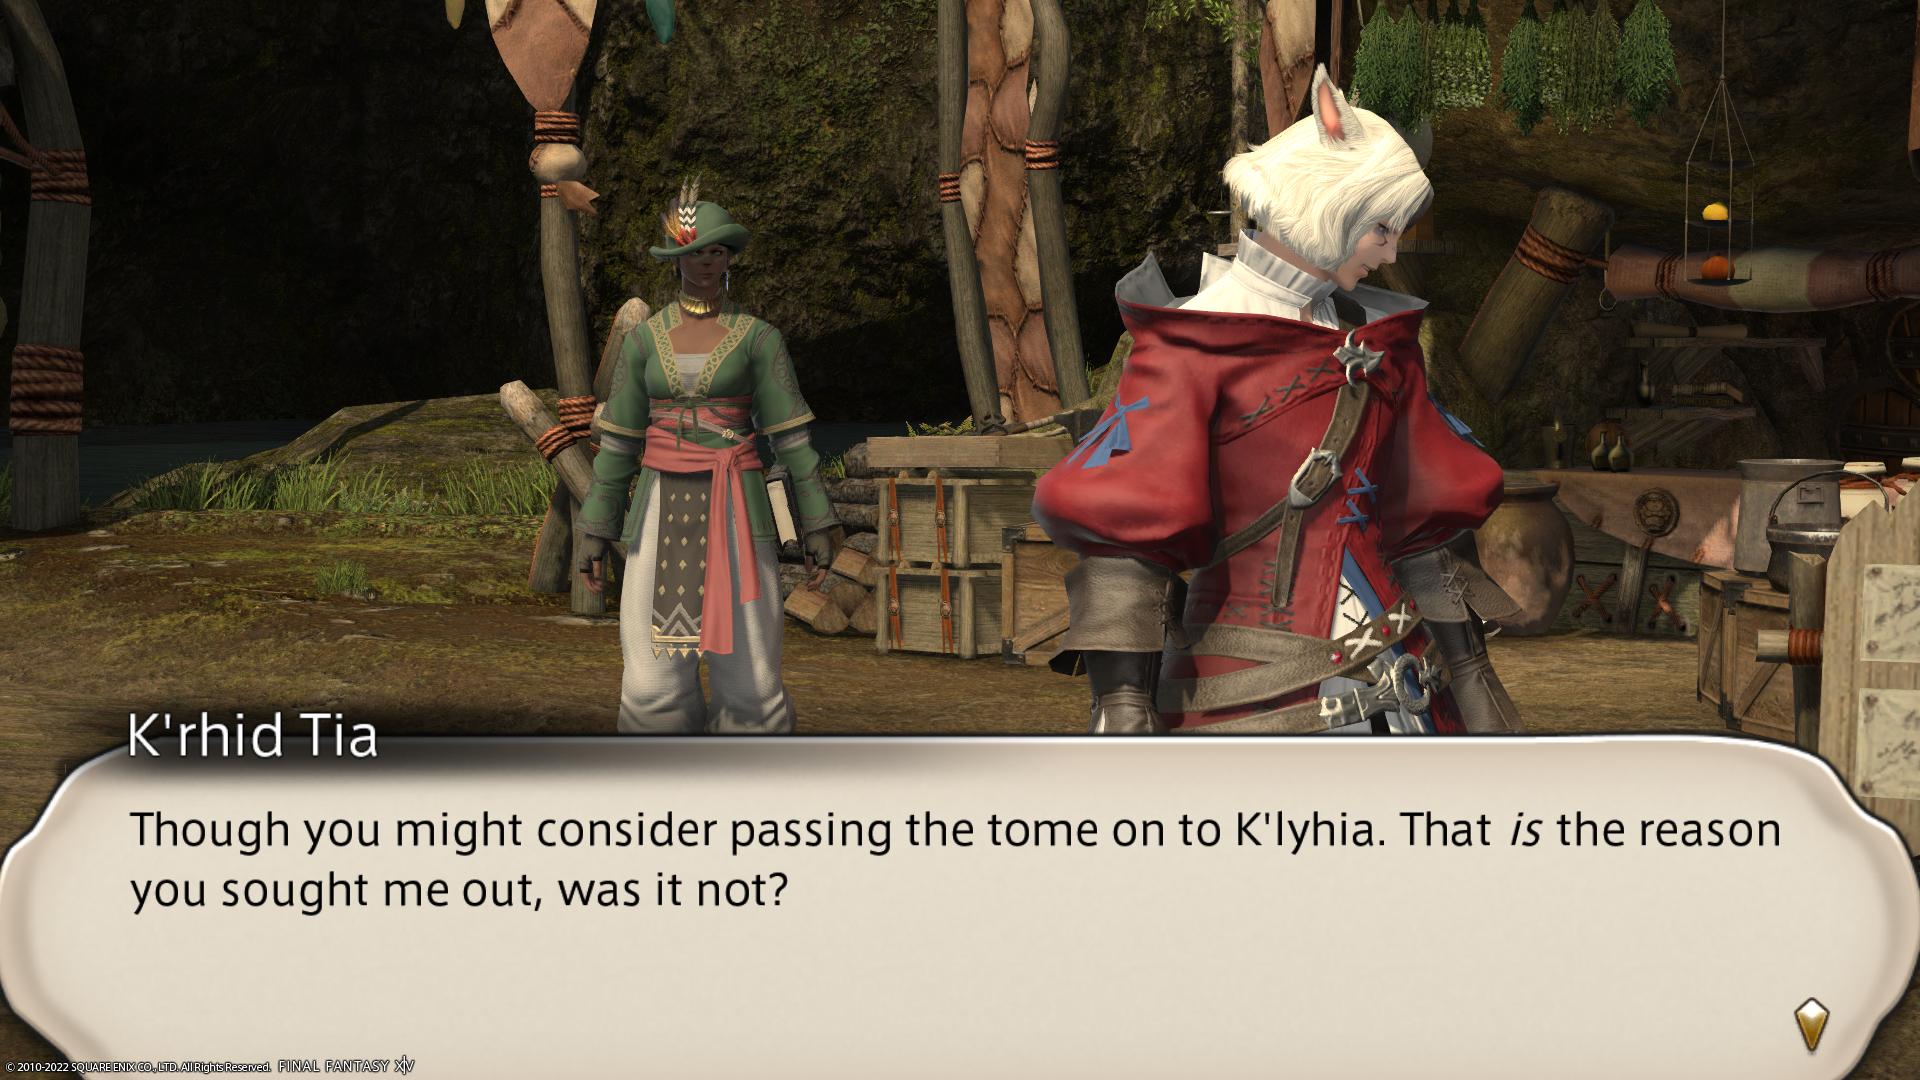 K'rhid Tia
Though you might consider passing the tome on to K'lyhia. That is the reason
you sought me out, was it not?
© 2010-2022 SQUARE ENIX CO., LTD. All Rights Reserved. FINAL FANTASY XIV